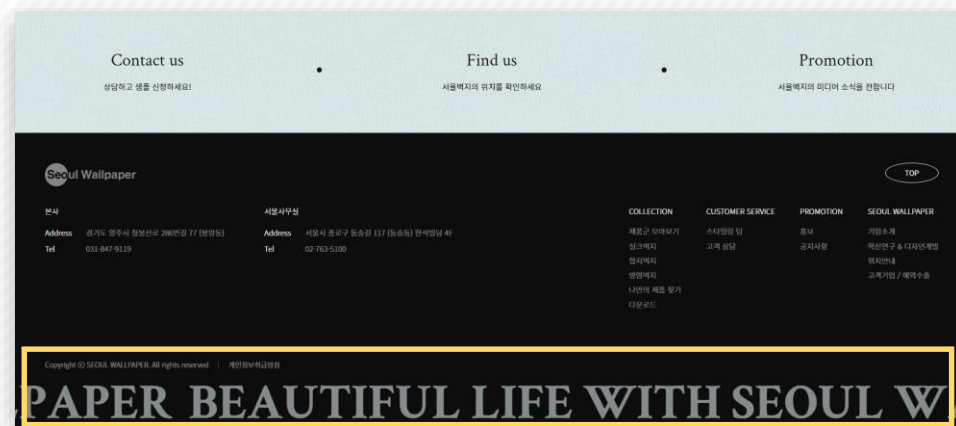 Contact us
상담하고 샘플 신청하세요!
Find us
서울벽지의 위치를 확인하세요
Promotion
서울벽지의 미디어 소식을 전합니다
Seoul Wallpaper
TOP
본사
Address 경기도 양주시 칠봉산로 286번길 77 (봉양동)
Tel 031-847-9119
서울사무실
Address 서울시 종로구 동숭길 117 (동숭동) 한석빌딩 4F
Tel 02-763-5100
COLLECTION
제품군 모아보기
실크벽지
합지벽지
방염벽지
나만의 제품 찾기
다운로드
CUSTOMER SERVICE
스타일링 팁
고객 상담
PROMOTION
홍보
공지사항
SEOUL WALLPAPER
기업소개
혁신연구 & 디자인개발
위치안내
고객기업 / 해외수출
Copyright ⓒ SEOUL WALLPAPER. All rights reserved | 개인정보취급방침
PAPER BEAUTIFUL LIFE WITH SEOUL W